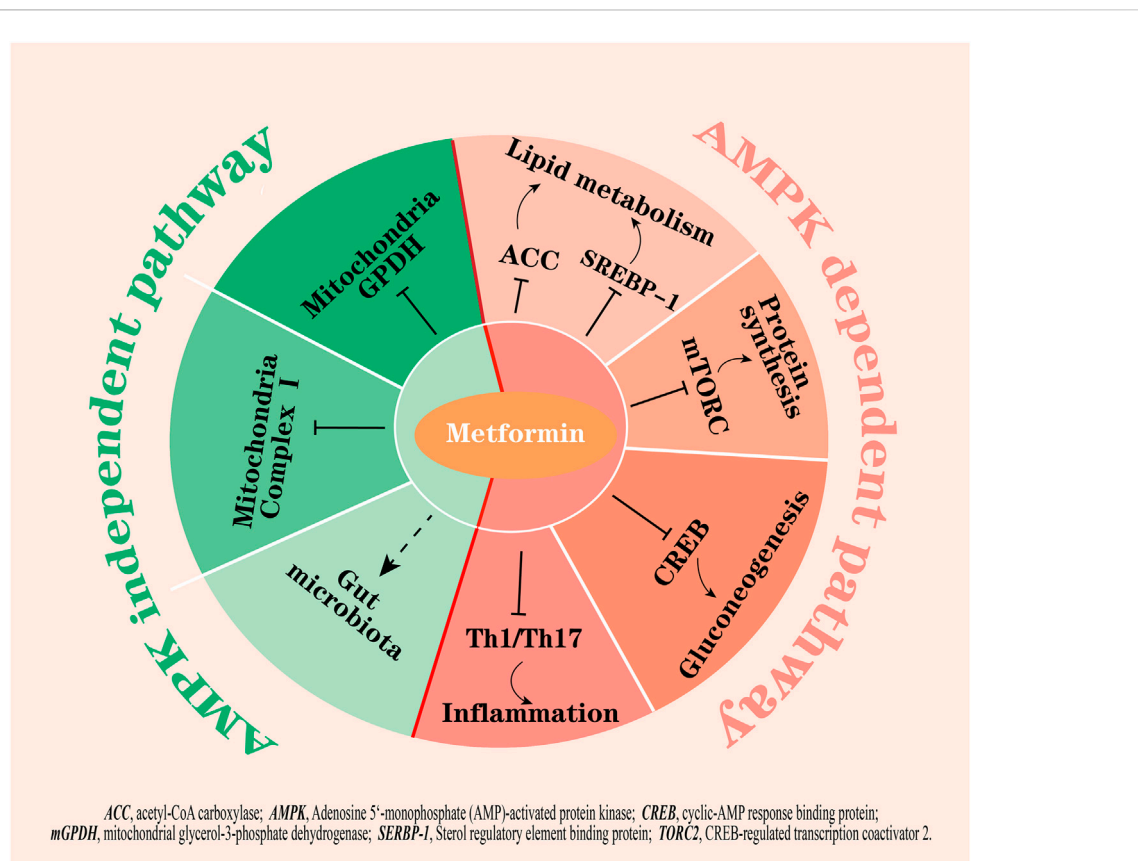 AMPK independent pathway
AMPK dependent pathway
Mitochondria
GPDH
Mitochondria
Complex I
Gut
microbiota
Metformin
Lipid metabolism
ACC
SREBP-1
mTORC
Protein
synthesis
CREB
Gluconeogenesis
Th1/Th17
Inflammation
ACC, acetyl-CoA carboxylase; AMPK, Adenosine 5‘-monophosphate (AMP)-activated protein kinase; CREB, cyclic-AMP response binding protein;
mGPDH, mitochondrial glycerol-3-phosphate dehydrogenase; SERBP-1, Sterol regulatory element binding protein; TORC2, CREB-regulated transcription coactivator 2.